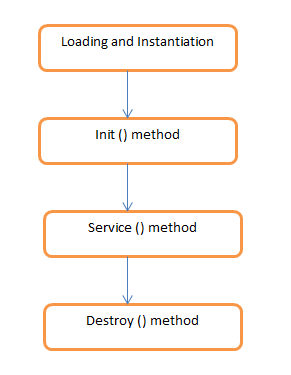 Loading and Instantiation
Init () method
Service () method
Destroy () method